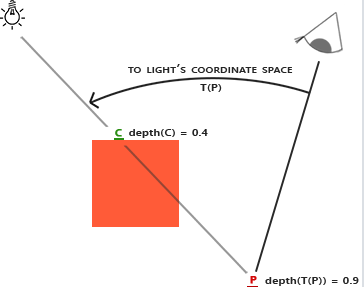 TO LIGHT'S COORDINATE SPACE
T(P)
C depth(C) = 0.4
P depth(T(P)) = 0.9